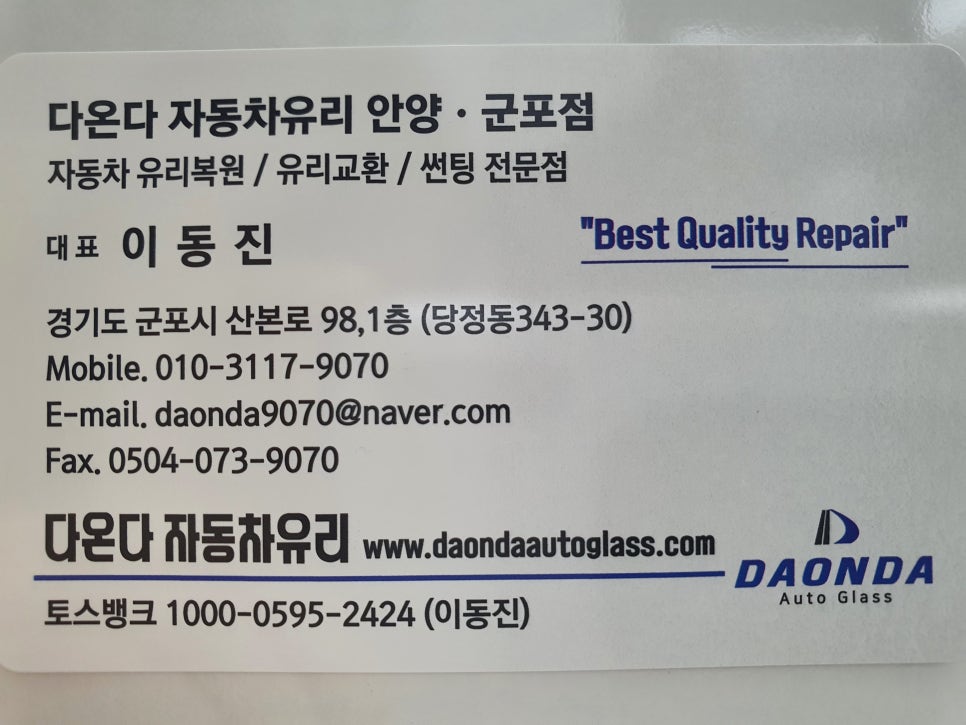 다온다 자동차유리 안양 · 군포점
자동차 유리복원 / 유리교환 / 썬팅 전문점
대표 이동진
"Best Quality Repair"
경기도 군포시 산본로 98,1층 (당정동343-30)
Mobile. 010-3117-9070
E-mail. daonda9070@naver.com
Fax. 0504-073-9070
다온다 자동차유리 www.daondaautoglass.com
DAONDA
Auto Glass
토스뱅크 1000-0595-2424 (이동진)